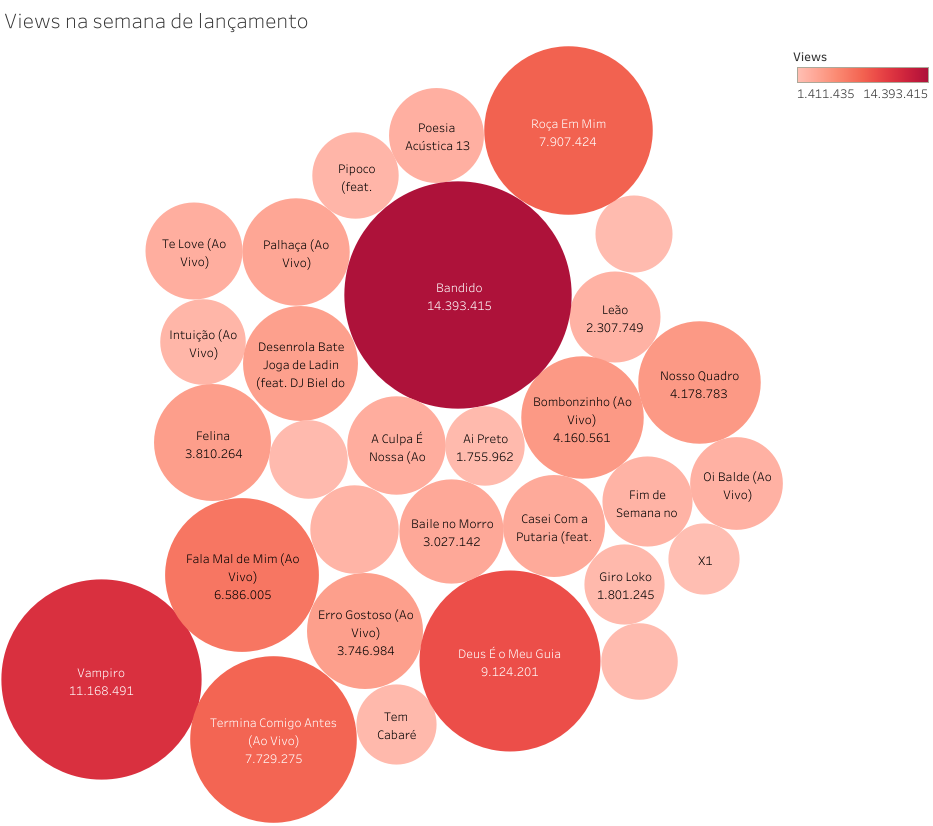 Views na semana de lançamento
Views
1.411.435 14.393.415
Roça Em Mim
7.907.424
Poesia
Acústica 13
Pipoco
(feat.
Te Love (Ao
Vivo)
Palhaça (Ao
Vivo)
Bandido
14.393.415
Leão
2.307.749
Intuição (Ao
Vivo)
Desenrola Bate
Joga de Ladin
(feat. DJ Biel do
Nosso Quadro
4.178.783
Bombonzinho (Ao
Vivo)
4.160.561
Felina
3.810.264
A Culpa É
Nossa (Ao
Ai Preto
1.755.962
Oi Balde (Ao
Vivo)
Fim de
Semana no
Baile no Morro
3.027.142
Casei Com a
Putaria (feat.
X1
Fala Mal de Mim (Ao
Vivo)
6.586.005
Giro Loko
1.801.245
Erro Gostoso (Ao
Vivo)
3.746.984
Deus É o Meu Guia
9.124.201
Vampiro
11.168.491
Termina Comigo Antes
(Ao Vivo)
7.729.275
Tem
Cabaré